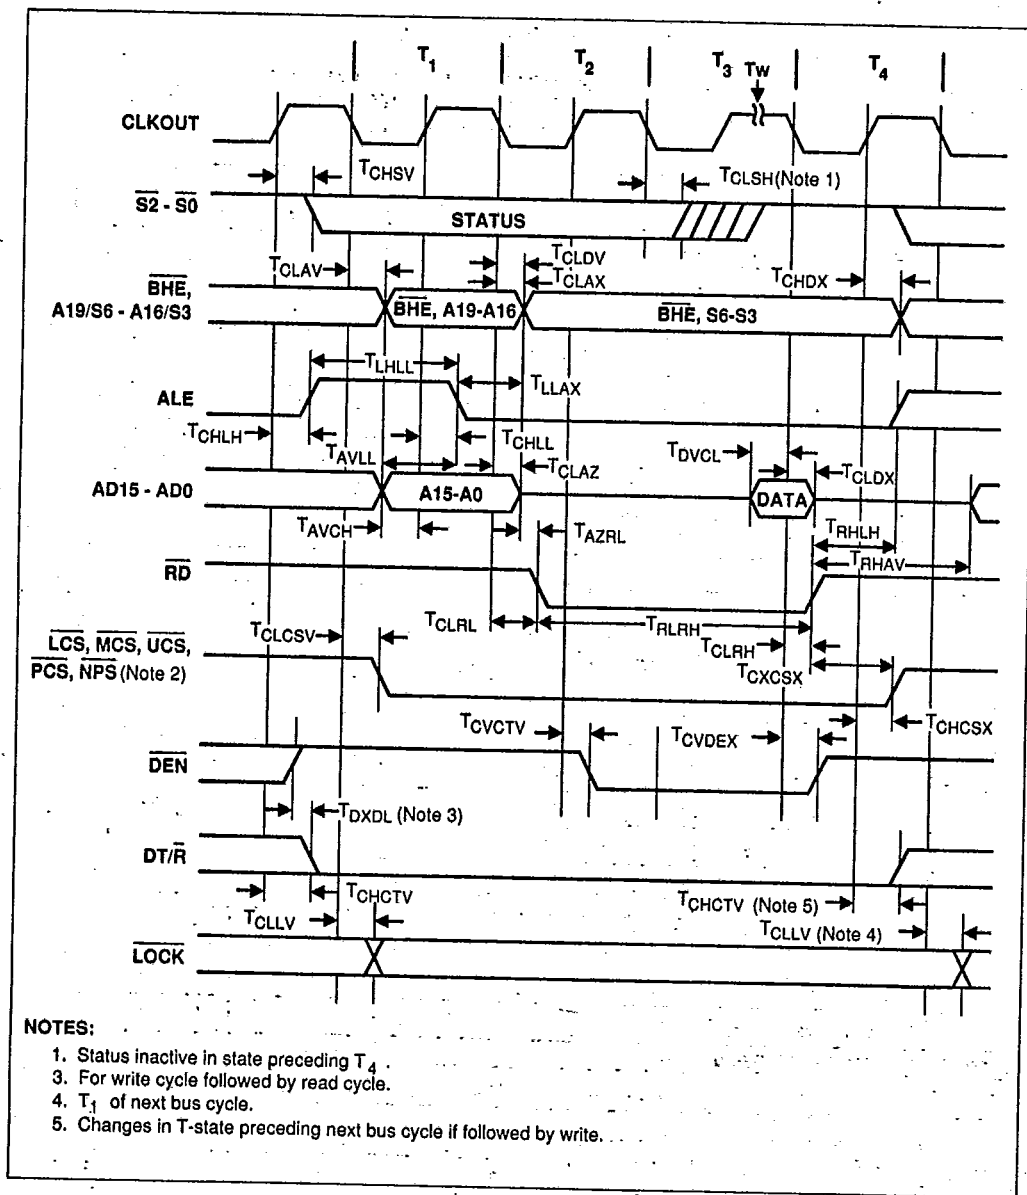 T1 T2 T3 TW T4
CLKOUT
TCHSV
TCLSH (Note 1)
S2 - S0
STATUS
TCLAV
TCLDV
TCLAX
TCHDX
BHE,
A19/S6 - A16/S3
BHE, A19-A16
BHE, S6-S3
TLHLL
TLLAX
ALE
TCHLH
TCHLL
TAVLL
TCLAZ
TDVCL
TCLDX
AD15 - AD0
A15-A0
DATA
TAVCH
TAZRL
TRHLH
TRHAV
RD
TCLRL
TRLRH
TCLCSV
TCLRH
TCXCSX
LCS, MCS, UCS,
PCS, NPS (Note 2)
TCHCSX
TCVCTV
TCVDEX
DEN
TDXDL (Note 3)
DT/R
TCHCTV
TCHCTV (Note 5)
TCLLV
TCLLV (Note 4)
LOCK
NOTES:
1. Status inactive in state preceding T4.
3. For write cycle followed by read cycle.
4. T1 of next bus cycle.
5. Changes in T-state preceding next bus cycle if followed by write.